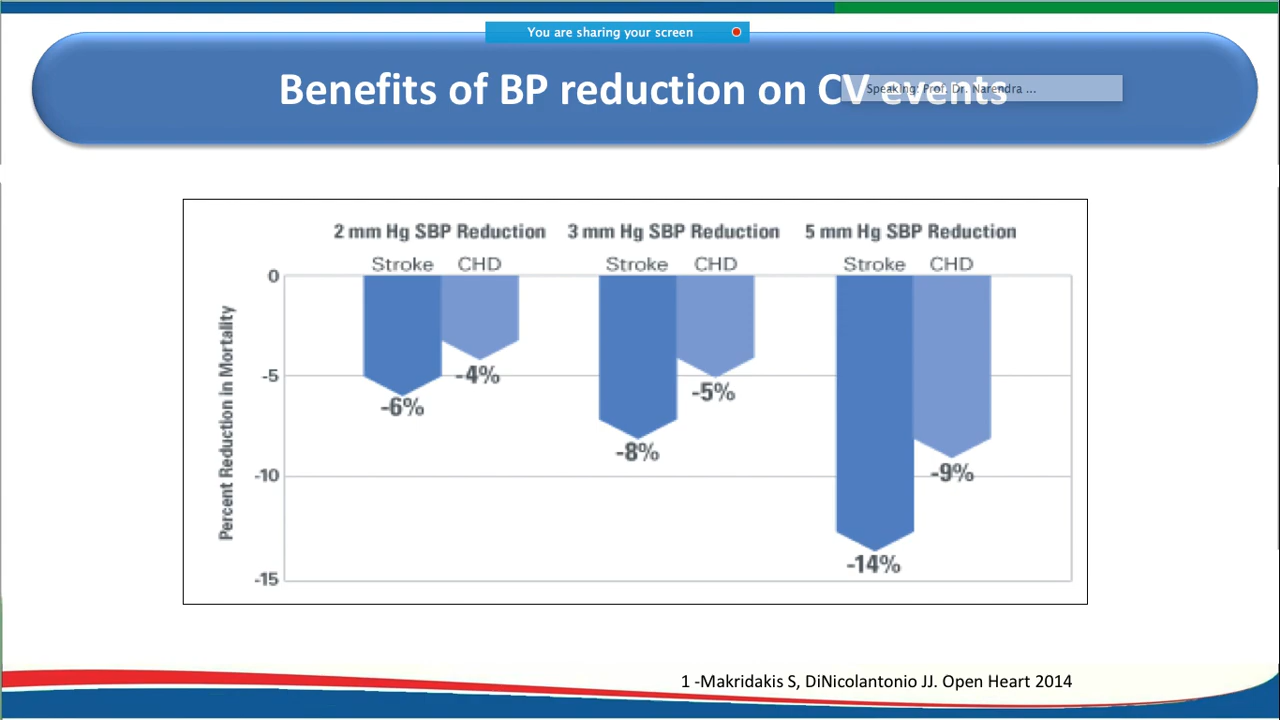 You are sharing your screen
Benefits of BP reduction on CV events
Speaking: Prof. Dr. Narendra ...
2 mm Hg SBP Reduction 3 mm Hg SBP Reduction 5 mm Hg SBP Reduction
Stroke CHD Stroke CHD Stroke CHD
0
-5
-10
-15
Percent Reduction in Mortality
-6%
-4%
-8%
-5%
-14%
-9%
1 -Makridakis S, DiNicolantonio JJ. Open Heart 2014